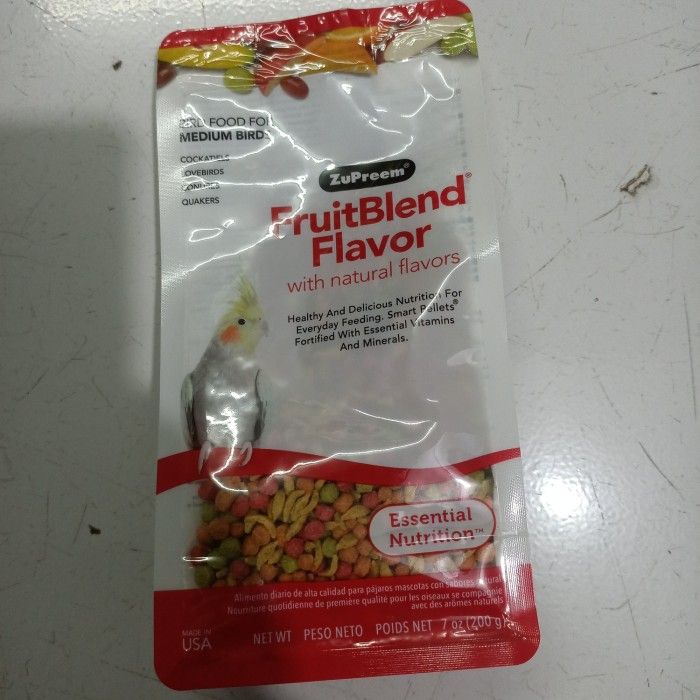 BIRD FOOD FOR
MEDIUM BIRDS
COCKATIELS
LOVEBIRDS
CONURES
QUAKERS
ZuPreem®
FruitBlend®
Flavor
with natural flavors
Healthy And Delicious Nutrition For
Everyday Feeding. Smart Pellets®
Fortified With Essential Vitamins
And Minerals.
Essential
Nutrition™
Alimento diario de alta calidad para pájaros mascotas con sabores natural
Nourriture quotidienne de première qualité pour les oiseaux se compagnie
avec des arômes naturels
MADE IN
USA
NET WT PESO NETO POIDS NET 7 oz (200 g)